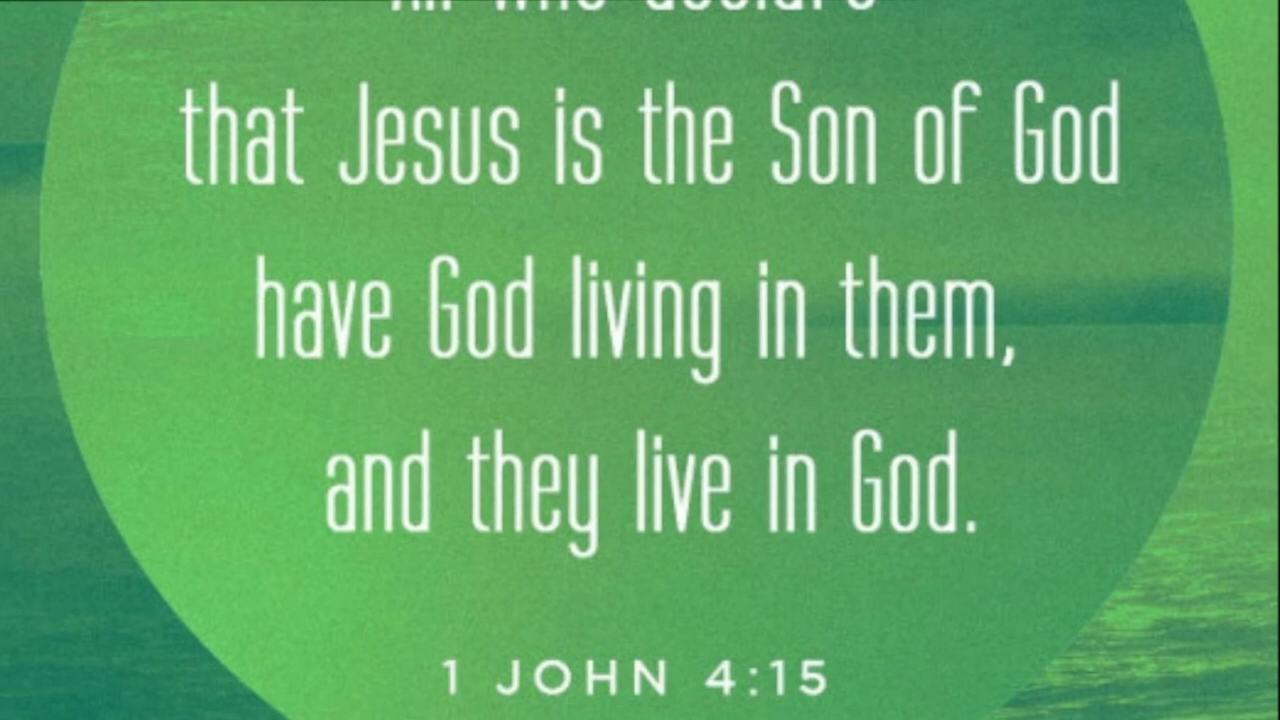 that Jesus is the Son of God
have God living in them,
and they live in God.
1 JOHN 4:15